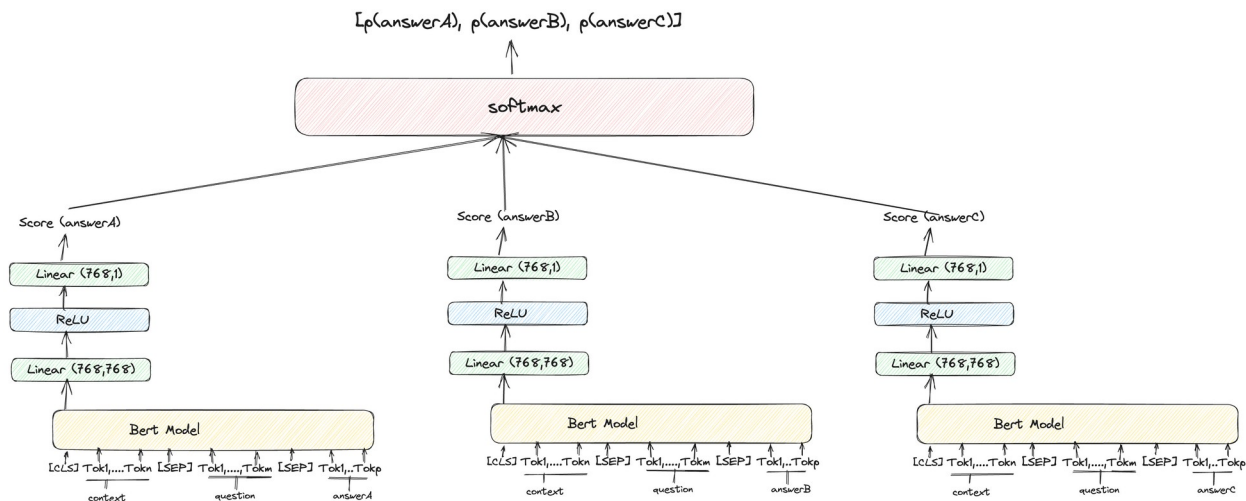 [p(answerA), p(answerB), p(answerC)]
softmax
Score (answerA)
Score (answerB)
Score (answerC)
Linear (768,1)
Linear (768,1)
Linear (768,1)
ReLU
ReLU
ReLU
Linear (768,768)
Linear (768,768)
Linear (768,768)
Bert Model
Bert Model
Bert Model
[CLS] Tok1,....Tokn [SEP] Tok1,....,Tokm [SEP] Tok1,..Tokp
context question answerA
[CLS] Tok1,....Tokn [SEP] Tok1,....,Tokm [SEP] Tok1,..Tokp
context question answerB
[CLS] Tok1,....Tokn [SEP] Tok1,....,Tokm [SEP] Tok1,..Tokp
context question answerC